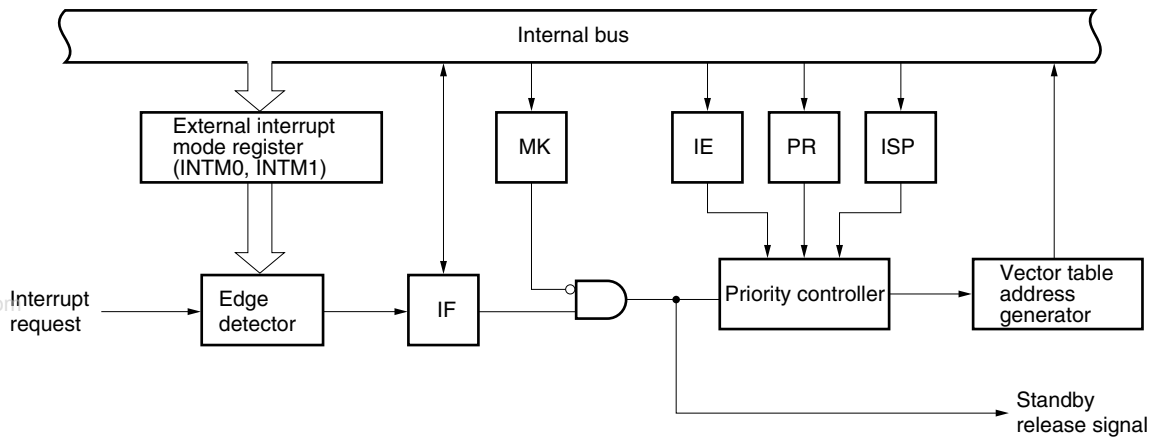 Internal bus
External interrupt
mode register
(INTM0, INTM1)
MK
IE
PR
ISP
Interrupt
request
Edge
detector
IF
Priority controller
Vector table
address
generator
Standby
release signal